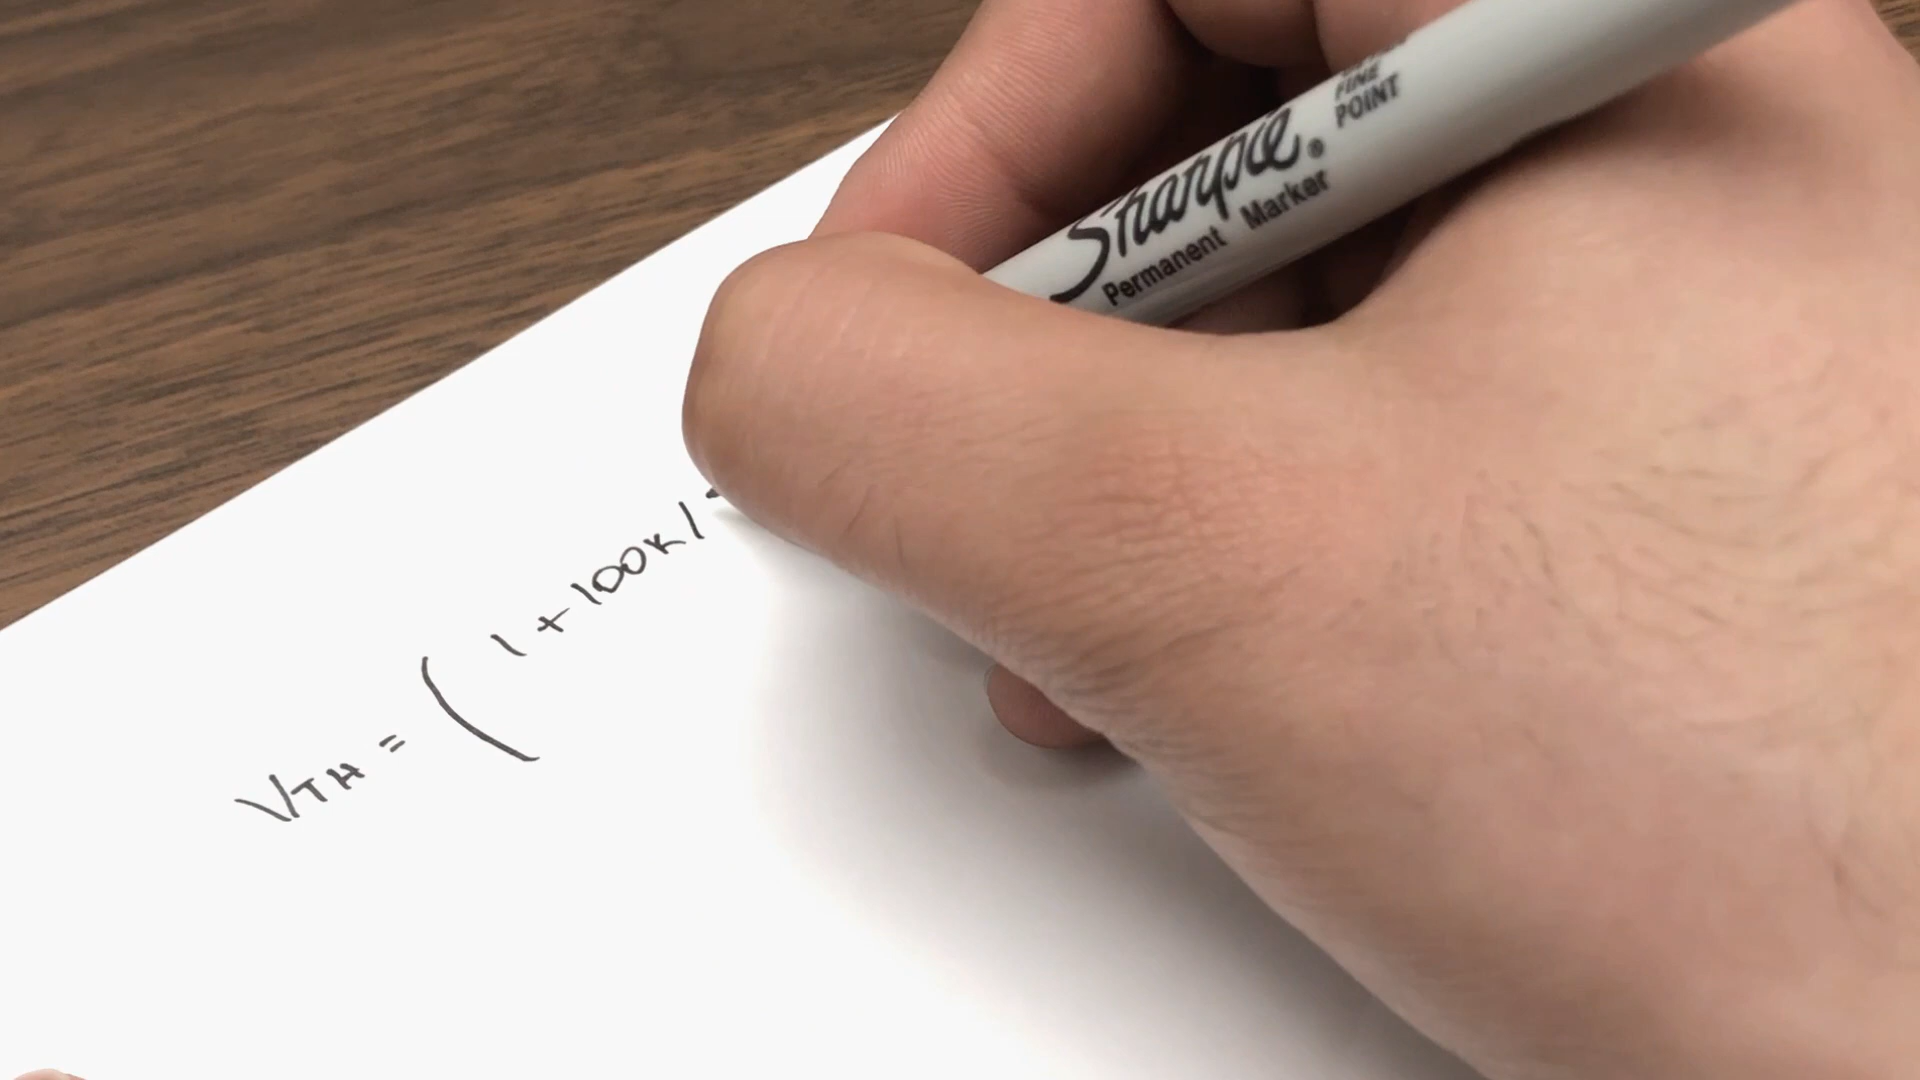 Sharpie®
Permanent Marker
FINE
POINT
VTH = ( 1 + 100K /